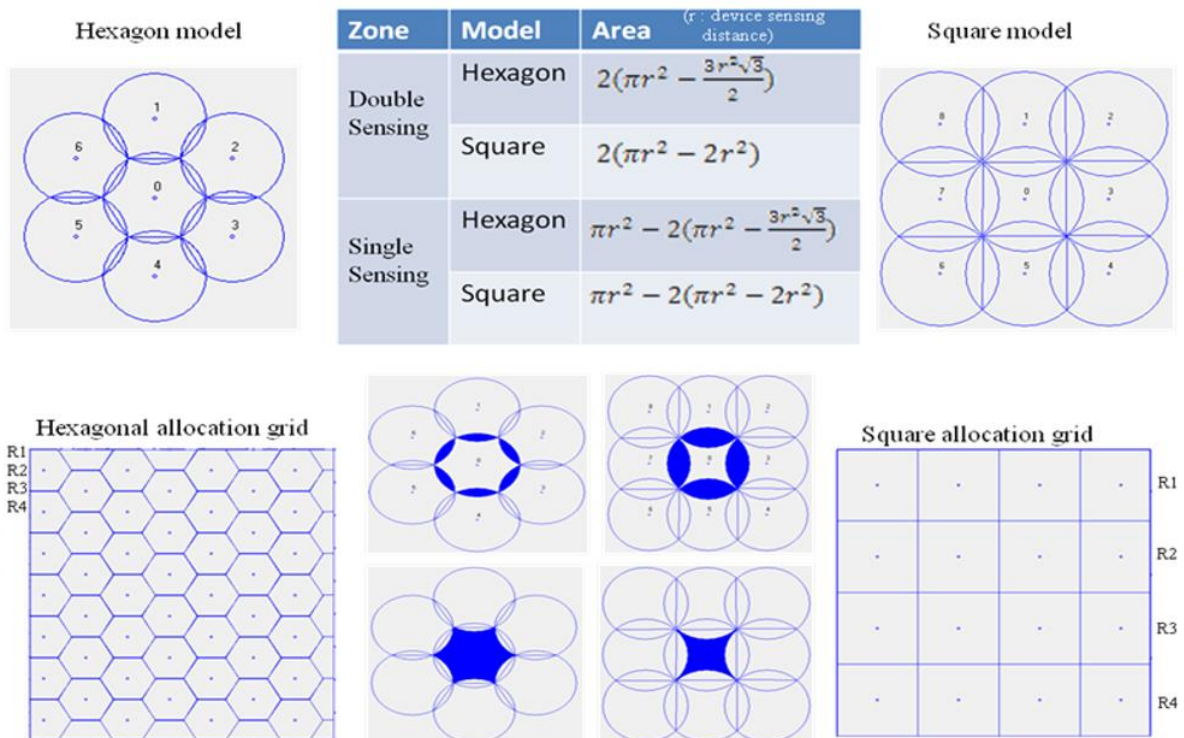 Hexagon model
Zone Model Area (r : device sensing distance)
Square model
Double Sensing
Hexagon 2(πr² − 3r²√3/2)
Square 2(πr² − 2r²)
Single Sensing
Hexagon πr² − 2(πr² − 3r²√3/2)
Square πr² − 2(πr² − 2r²)
1
6
2
0
5
3
4
8
1
2
7
0
3
6
5
4
Hexagonal allocation grid
R1
R2
R3
R4
Square allocation grid
R1
R2
R3
R4